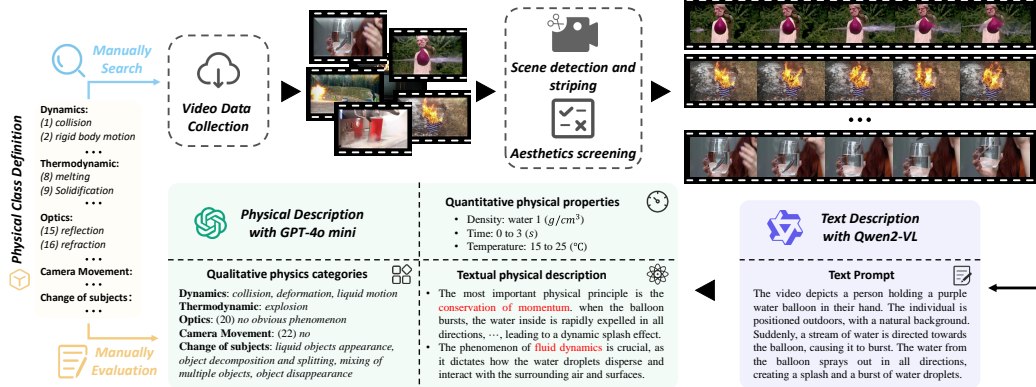 Manually
Search
Physical Class Definition
Dynamics:
(1) collision
(2) rigid body motion
•••
Thermodynamic:
(8) melting
(9) Solidification
•••
Optics:
(15) reflection
(16) refraction
•••
Camera Movement:
•••
Change of subjects:
•••
Manually
Evaluation
Video Data
Collection
Scene detection and
striping
Aesthetics screening
•••
Physical Description
with GPT-4o mini
Quantitative physical properties
• Density: water 1 (g/cm³)
• Time: 0 to 3 (s)
• Temperature: 15 to 25 (℃)
Qualitative physics categories
Dynamics: collision, deformation, liquid motion
Thermodynamic: explosion
Optics: (20) no obvious phenomenon
Camera Movement: (22) no
Change of subjects: liquid objects appearance,
object decomposition and splitting, mixing of
multiple objects, object disappearance
Textual physical description
• The most important physical principle is the
conservation of momentum. when the balloon
bursts, the water inside is rapidly expelled in all
directions, ⋯, leading to a dynamic splash effect.
• The phenomenon of fluid dynamics is crucial, as
it dictates how the water droplets disperse and
interact with the surrounding air and surfaces.
Text Description
with Qwen2-VL
Text Prompt
The video depicts a person holding a purple
water balloon in their hand. The individual is
positioned outdoors, with a natural background.
Suddenly, a stream of water is directed towards
the balloon, causing it to burst. The water from
the balloon sprays out in all directions,
creating a splash and a burst of water droplets.